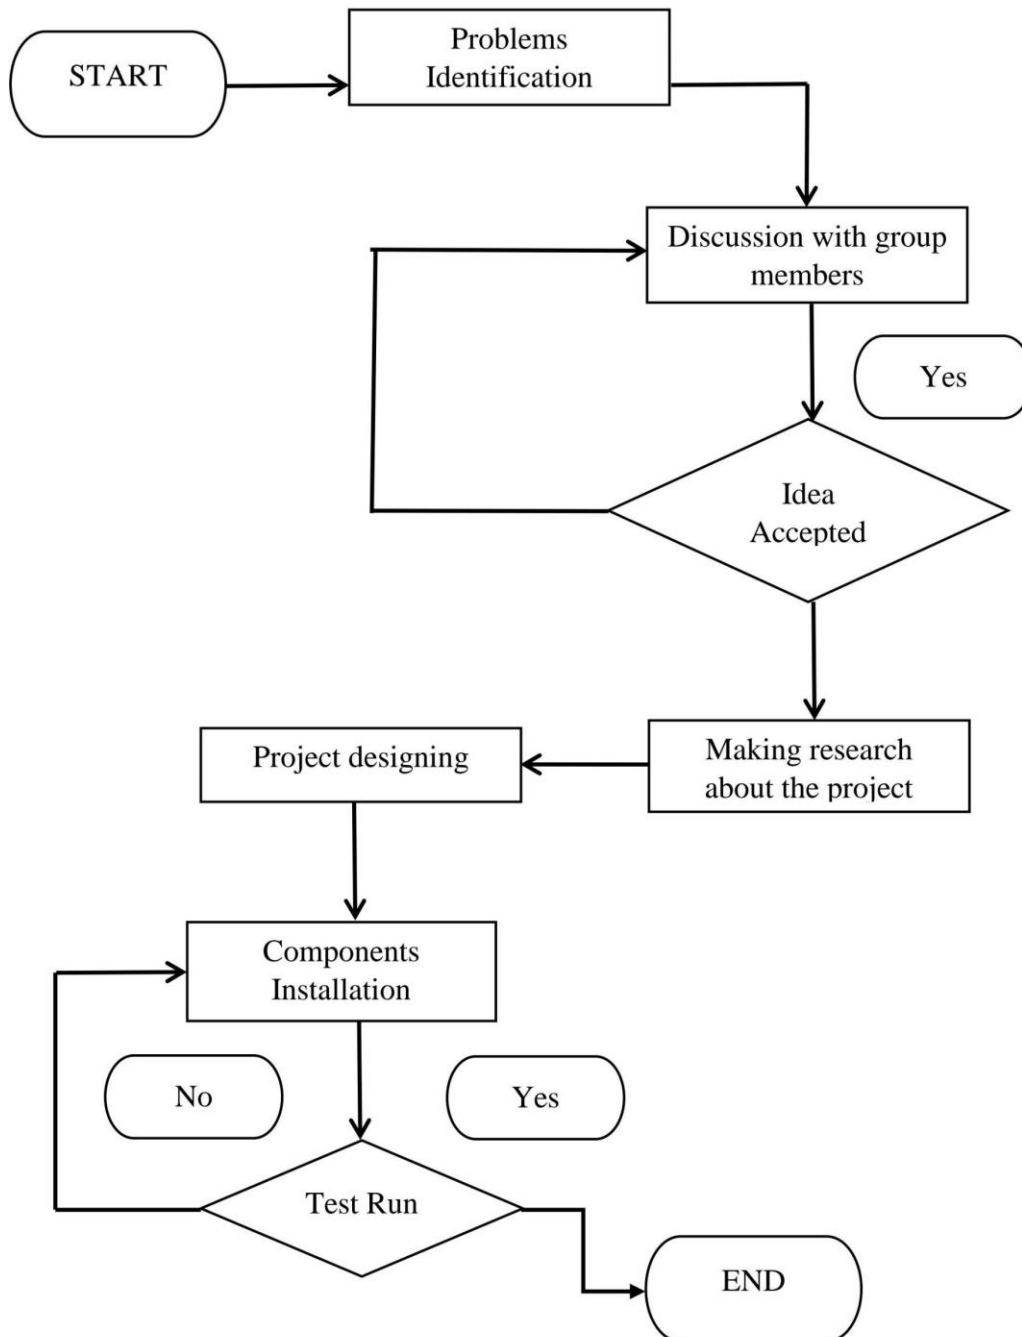 START
Problems
Identification
Discussion with group
members
Yes
Idea
Accepted
Making research
about the project
Project designing
Components
Installation
No
Yes
Test Run
END